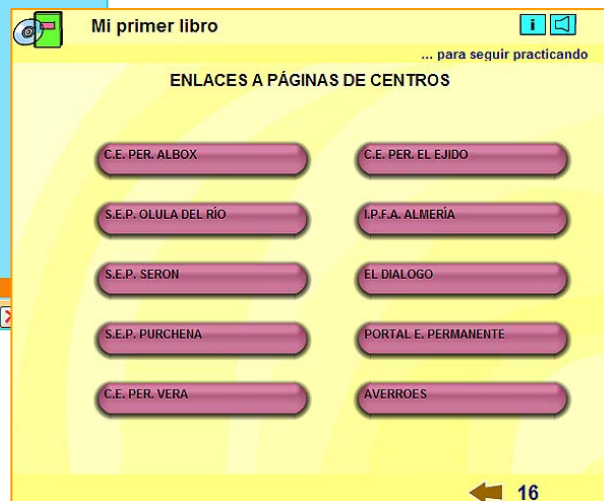 Mi primer libro
i
... para seguir practicando
ENLACES A PÁGINAS DE CENTROS
C.E. PER. ALBOX
C.E. PER. EL EJIDO
S.E.P. OLULA DEL RÍO
I.P.F.A. ALMERÍA
S.E.P. SERON
EL DIALOGO
S.E.P. PURCHENA
PORTAL E. PERMANENTE
C.E. PER. VERA
AVERROES
16